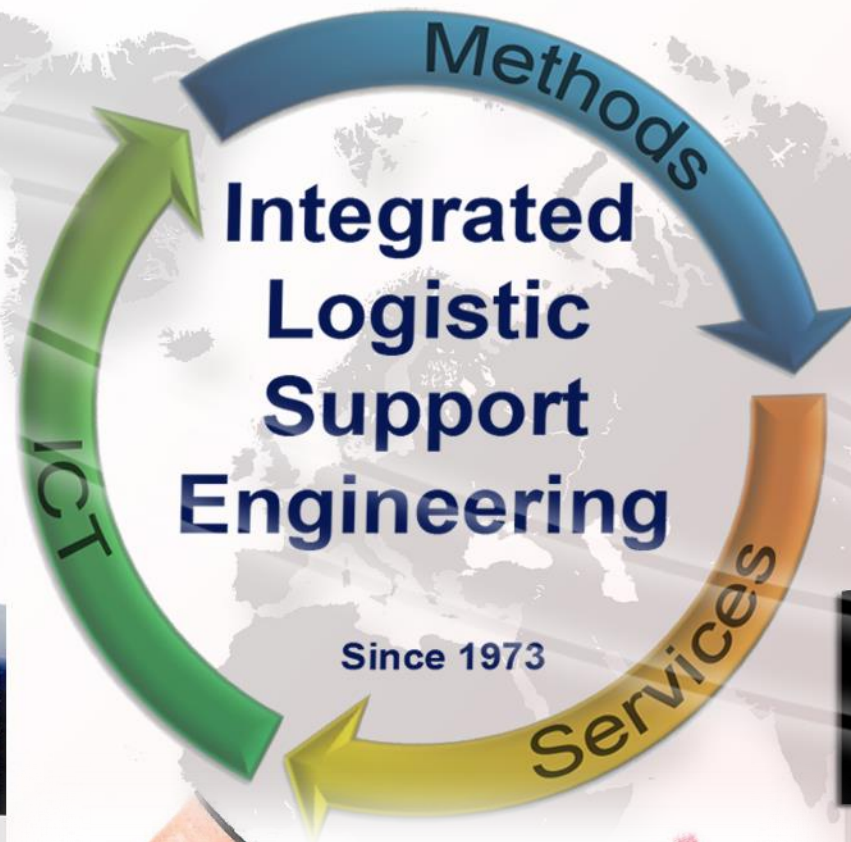 Methods
Integrated
Logistic
Support
Engineering
ICT
Since 1973
Services